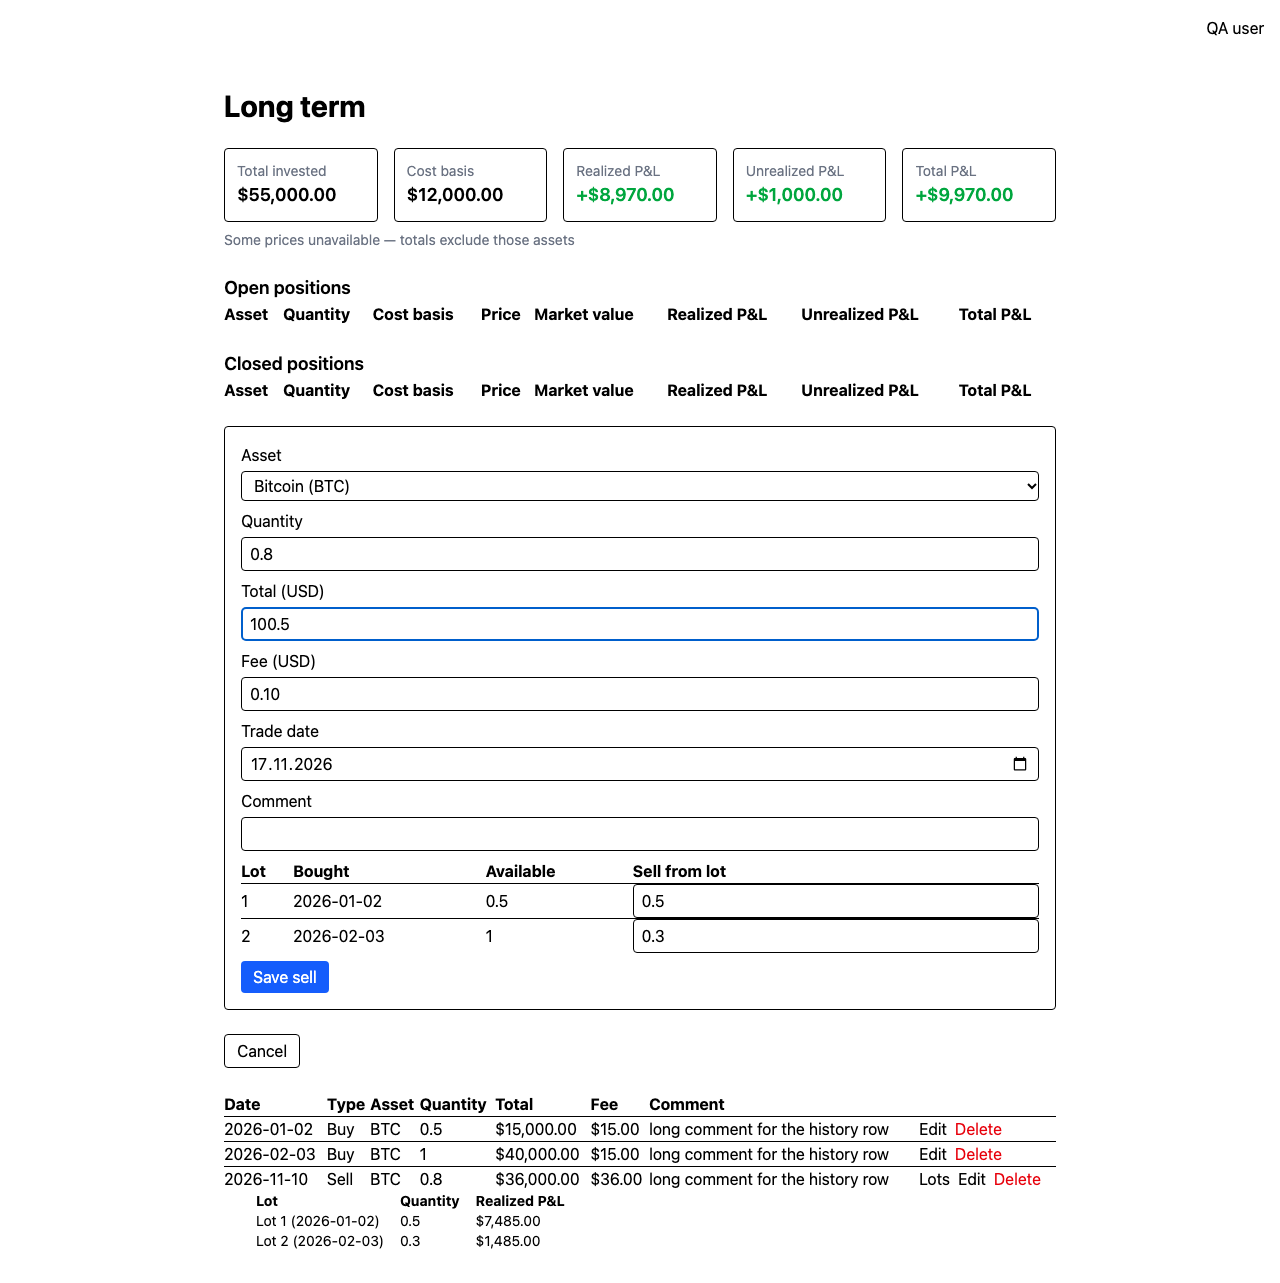 QA user
Long term
Total invested Cost basis Realized P&L Unrealized P&L Total P&L
$55,000.00 $12,000.00 +$8,970.00 +$1,000.00 +$9,970.00
Some prices unavailable — totals exclude those assets
Open positions
Asset Quantity Cost basis Price Market value Realized P&L Unrealized P&L Total P&L
Closed positions
Asset Quantity Cost basis Price Market value Realized P&L Unrealized P&L Total P&L
Asset
Bitcoin (BTC)
Quantity
0.8
Total (USD)
100.5
Fee (USD)
0.10
Trade date
17.11.2026
Comment
Lot Bought Available Sell from lot
1 2026-01-02 0.5 0.5
2 2026-02-03 1 0.3
Save sell
Cancel
Date Type Asset Quantity Total Fee Comment
2026-01-02 Buy BTC 0.5 $15,000.00 $15.00 long comment for the history row Edit Delete
2026-02-03 Buy BTC 1 $40,000.00 $15.00 long comment for the history row Edit Delete
2026-11-10 Sell BTC 0.8 $36,000.00 $36.00 long comment for the history row Lots Edit Delete
Lot Quantity Realized P&L
Lot 1 (2026-01-02) 0.5 $7,485.00
Lot 2 (2026-02-03) 0.3 $1,485.00